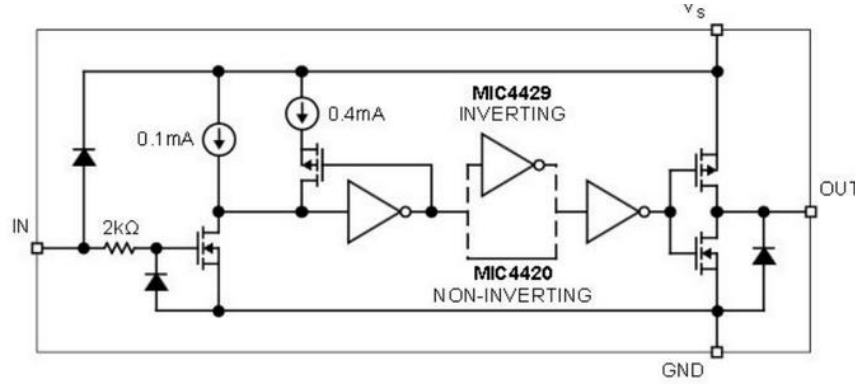 Vs
MIC4429
INVERTING
0.1mA
0.4mA
OUT
IN
2kΩ
MIC4420
NON-INVERTING
GND